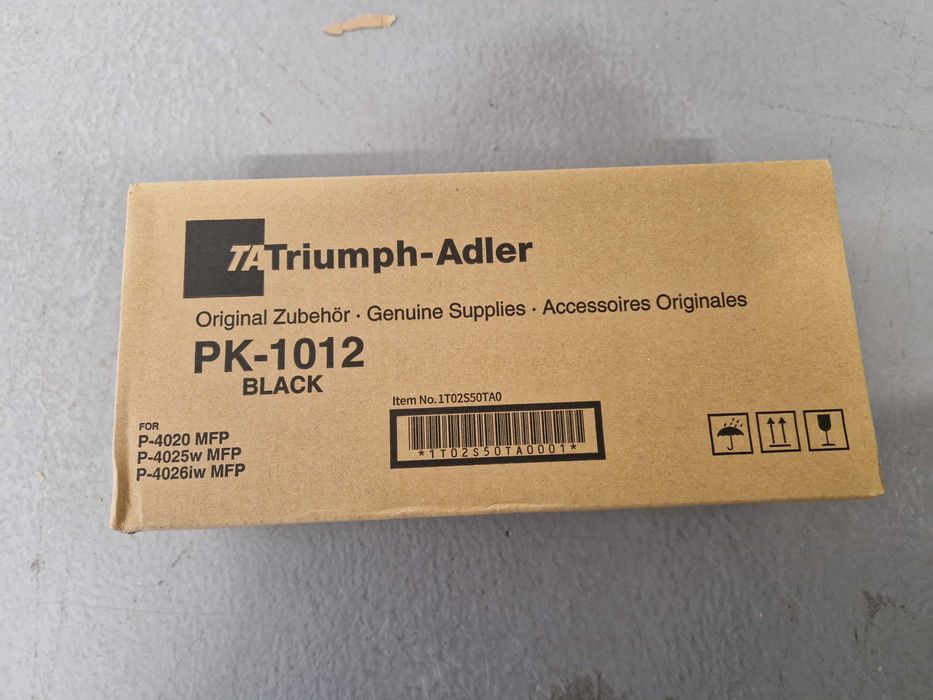 TA Triumph-Adler
Original Zubehör · Genuine Supplies · Accessoires Originales
PK-1012
BLACK
FOR
P-4020 MFP
P-4025w MFP
P-4026iw MFP
Item No. 1T02S50TA0
*1T02S50TA0001*